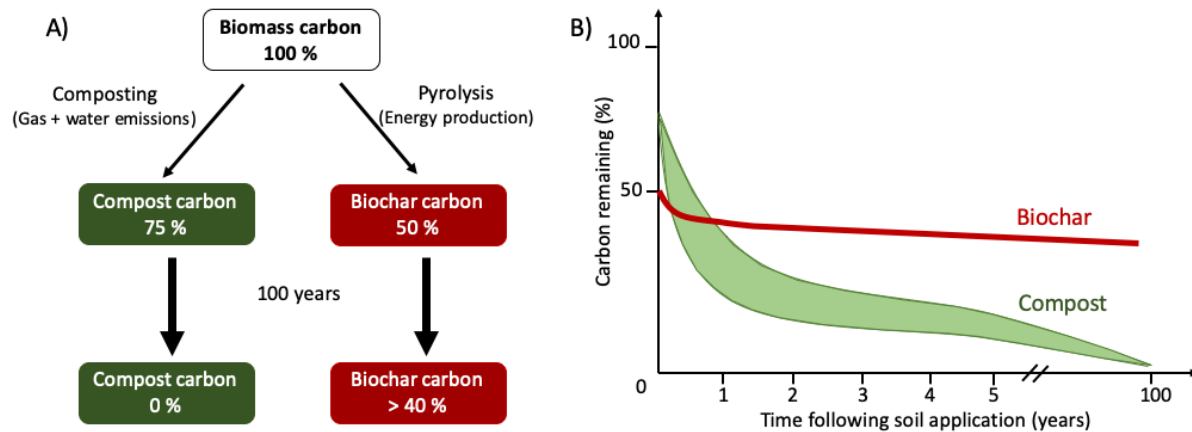 A)
Biomass carbon
100 %
Composting
(Gas + water emissions)
Pyrolysis
(Energy production)
Compost carbon
75 %
Biochar carbon
50 %
100 years
Compost carbon
0 %
Biochar carbon
> 40 %
B)
Carbon remaining (%)
100
50
0
Biochar
Compost
1 2 3 4 5 100
Time following soil application (years)